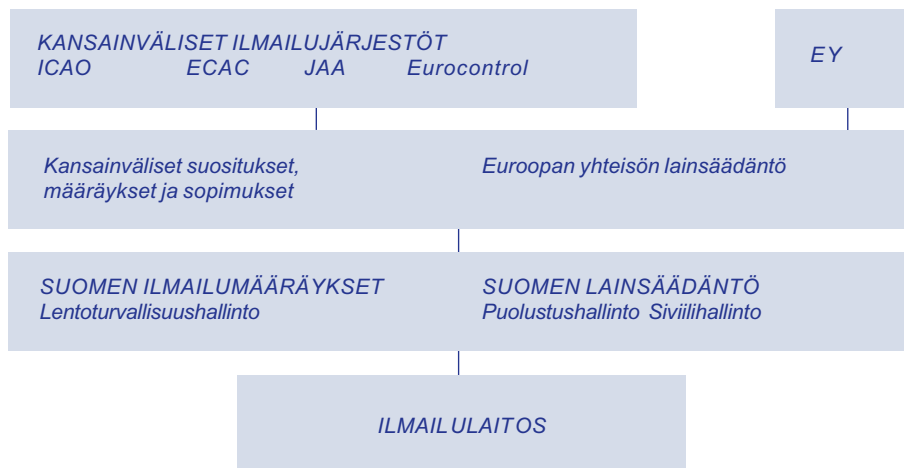 KANSAINVÄLISET ILMAILUJÄRJESTÖT
ICAO ECAC JAA Eurocontrol
EY
Kansainväliset suositukset,
määräykset ja sopimukset
Euroopan yhteisön lainsäädäntö
SUOMEN ILMAILUMÄÄRÄYKSET
Lentoturvallisuushallinto
SUOMEN LAINSÄÄDÄNTÖ
Puolustushallinto Siviilihallinto
ILMAILULAITOS